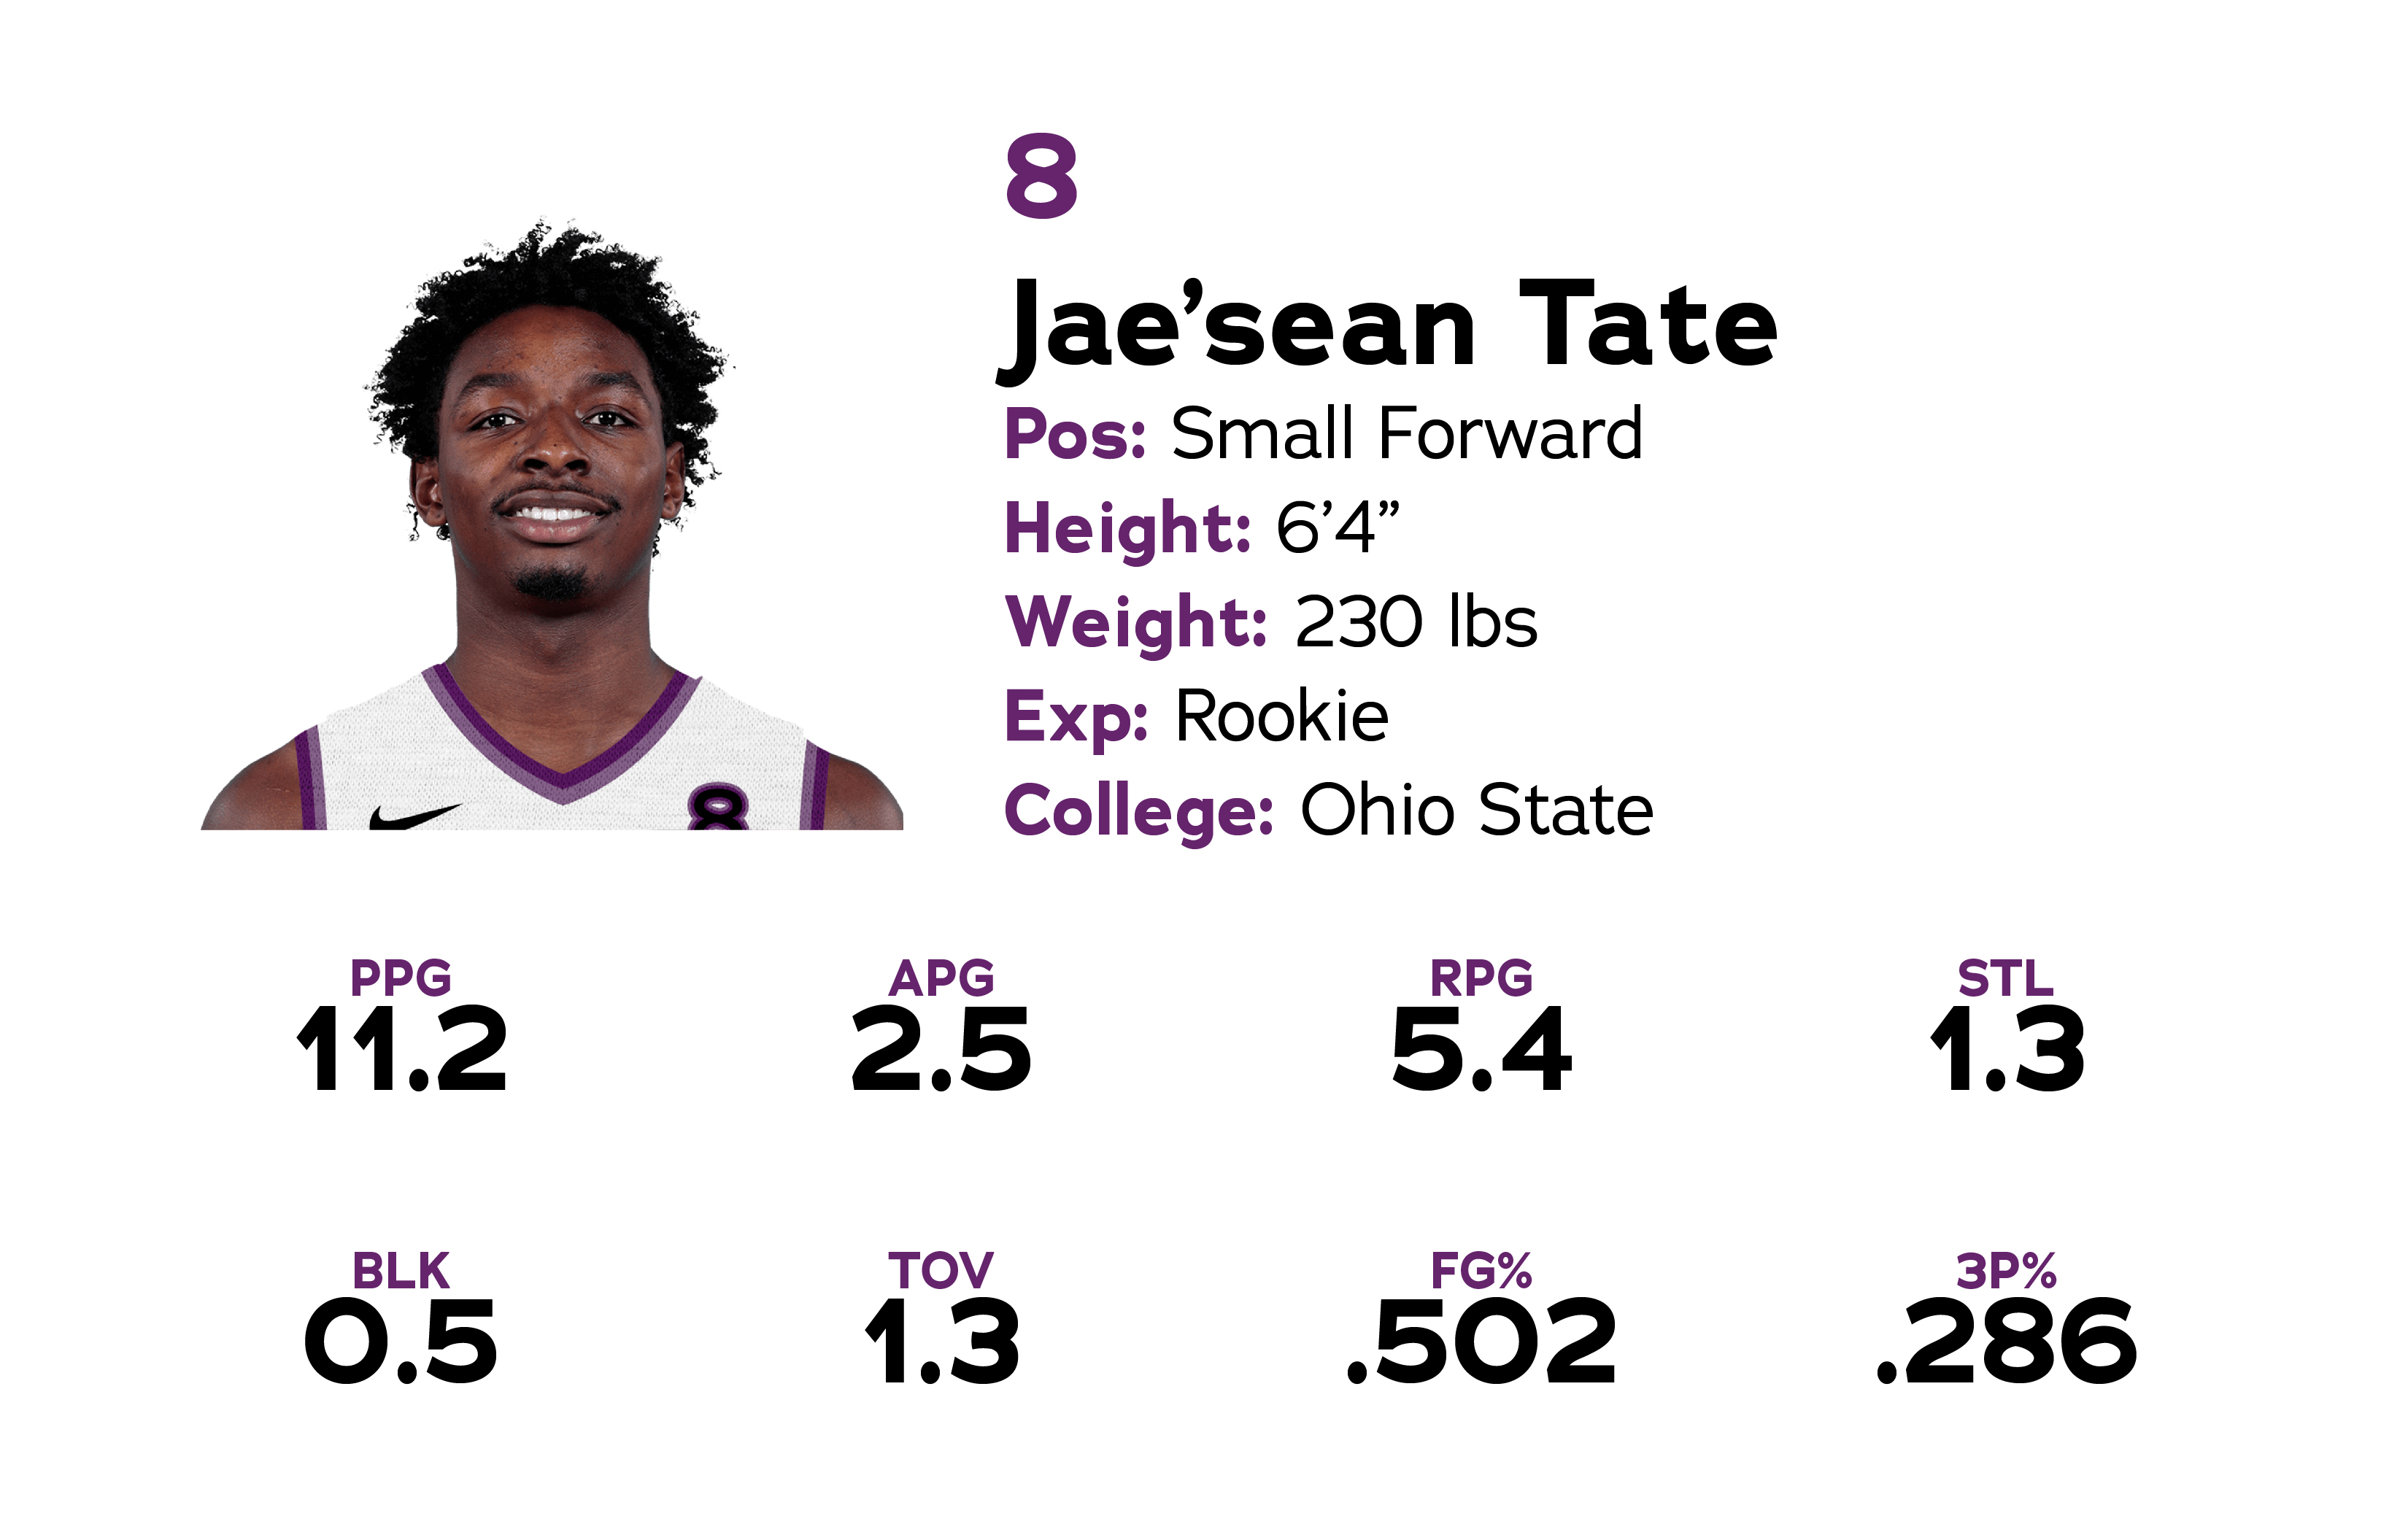 8
Jae’sean Tate
Pos: Small Forward
Height: 6’4”
Weight: 230 lbs
Exp: Rookie
College: Ohio State
8
PPG
11.2
APG
2.5
RPG
5.4
STL
1.3
BLK
0.5
TOV
1.3
FG%
.502
3P%
.286